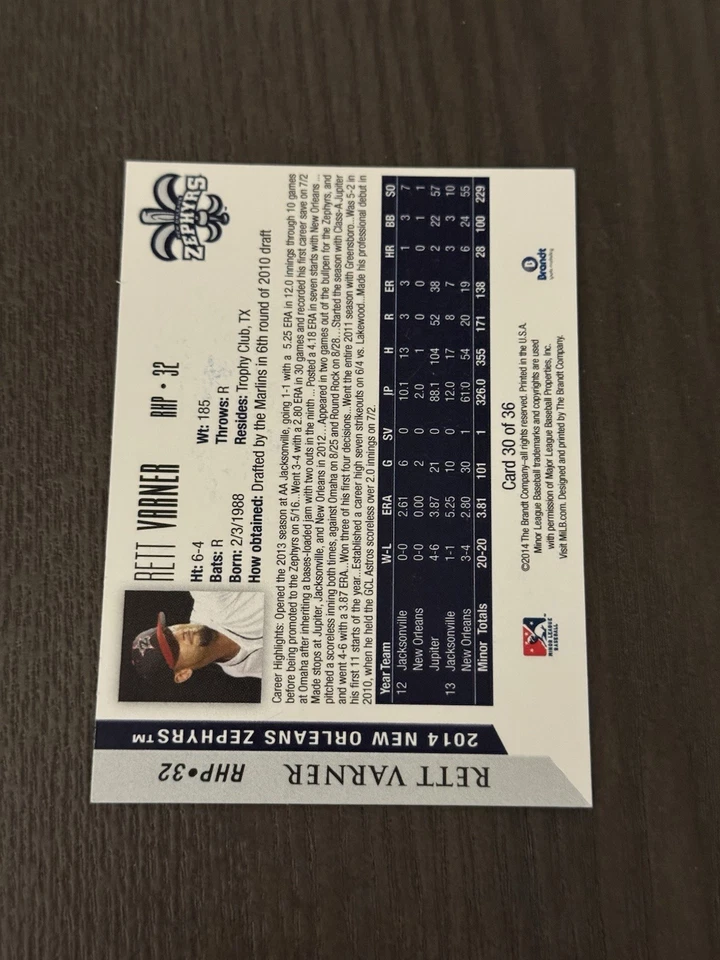 RETT VARNER RHP • 32
ZEPHYRS
Ht: 6-4 Wt: 185
Bats: R Throws: R
Born: 2/3/1988 Resides: Trophy Club, TX
How obtained: Drafted by the Marlins in 6th round of 2010 draft
Career Highlights: Opened the 2013 season at AA Jacksonville, going 1-1 with a 5.25 ERA in 12.0 innings through 10 games
before being promoted to the Zephyrs on 5/16...Went 3-4 with a 2.80 ERA in 30 games and recorded his first career save on 7/2
at Omaha after inheriting a bases-loaded jam with two outs in the ninth ... Posted a 4.18 ERA in seven starts with New Orleans ...
Made stops at Jupiter, Jacksonville, and New Orleans in 2012...Appeared in two games out of the bullpen for the Zephyrs, and
pitched a scoreless inning both times, against Omaha on 8/25 and Round Rock on 8/28...Started the season with Class-A Jupiter
and went 4-6 with a 3.87 ERA...Won three of his first four decisions...Went the entire 2011 season with Greensboro...Was 5-2 in
his first 11 starts of the year...Established a career high seven strikeouts on 6/4 vs. Lakewood...Made his professional debut in
2010, when he held the GCL Astros scoreless over 2.0 innings on 7/2.
Year Team W-L ERA G SV IP H R ER HR BB SO
12 Jacksonville 0-0 2.61 6 0 10.1 13 3 3 1 3 7
New Orleans 0-0 0.00 2 0 2.0 1 0 0 0 1 1
Jupiter 4-6 3.87 21 0 88.1 104 52 38 2 22 57
13 Jacksonville 1-1 5.25 10 0 12.0 17 8 7 3 3 10
New Orleans 3-4 2.80 30 1 61.0 54 20 19 6 24 55
Minor Totals 20-20 3.81 101 1 326.0 355 171 138 28 100 229
Card 30 of 36
©2014 The Brandt Company-all rights reserved. Printed in the U.S.A.
Minor League Baseball trademarks and copyrights are used
with permission of Major League Baseball Properties, Inc.
Visit MiLB.com. Designed and printed by The Brandt Company.
MINOR LEAGUE
BASEBALL
Brandt
2014 NEW ORLEANS ZEPHYRS™
RETT VARNER RHP•32